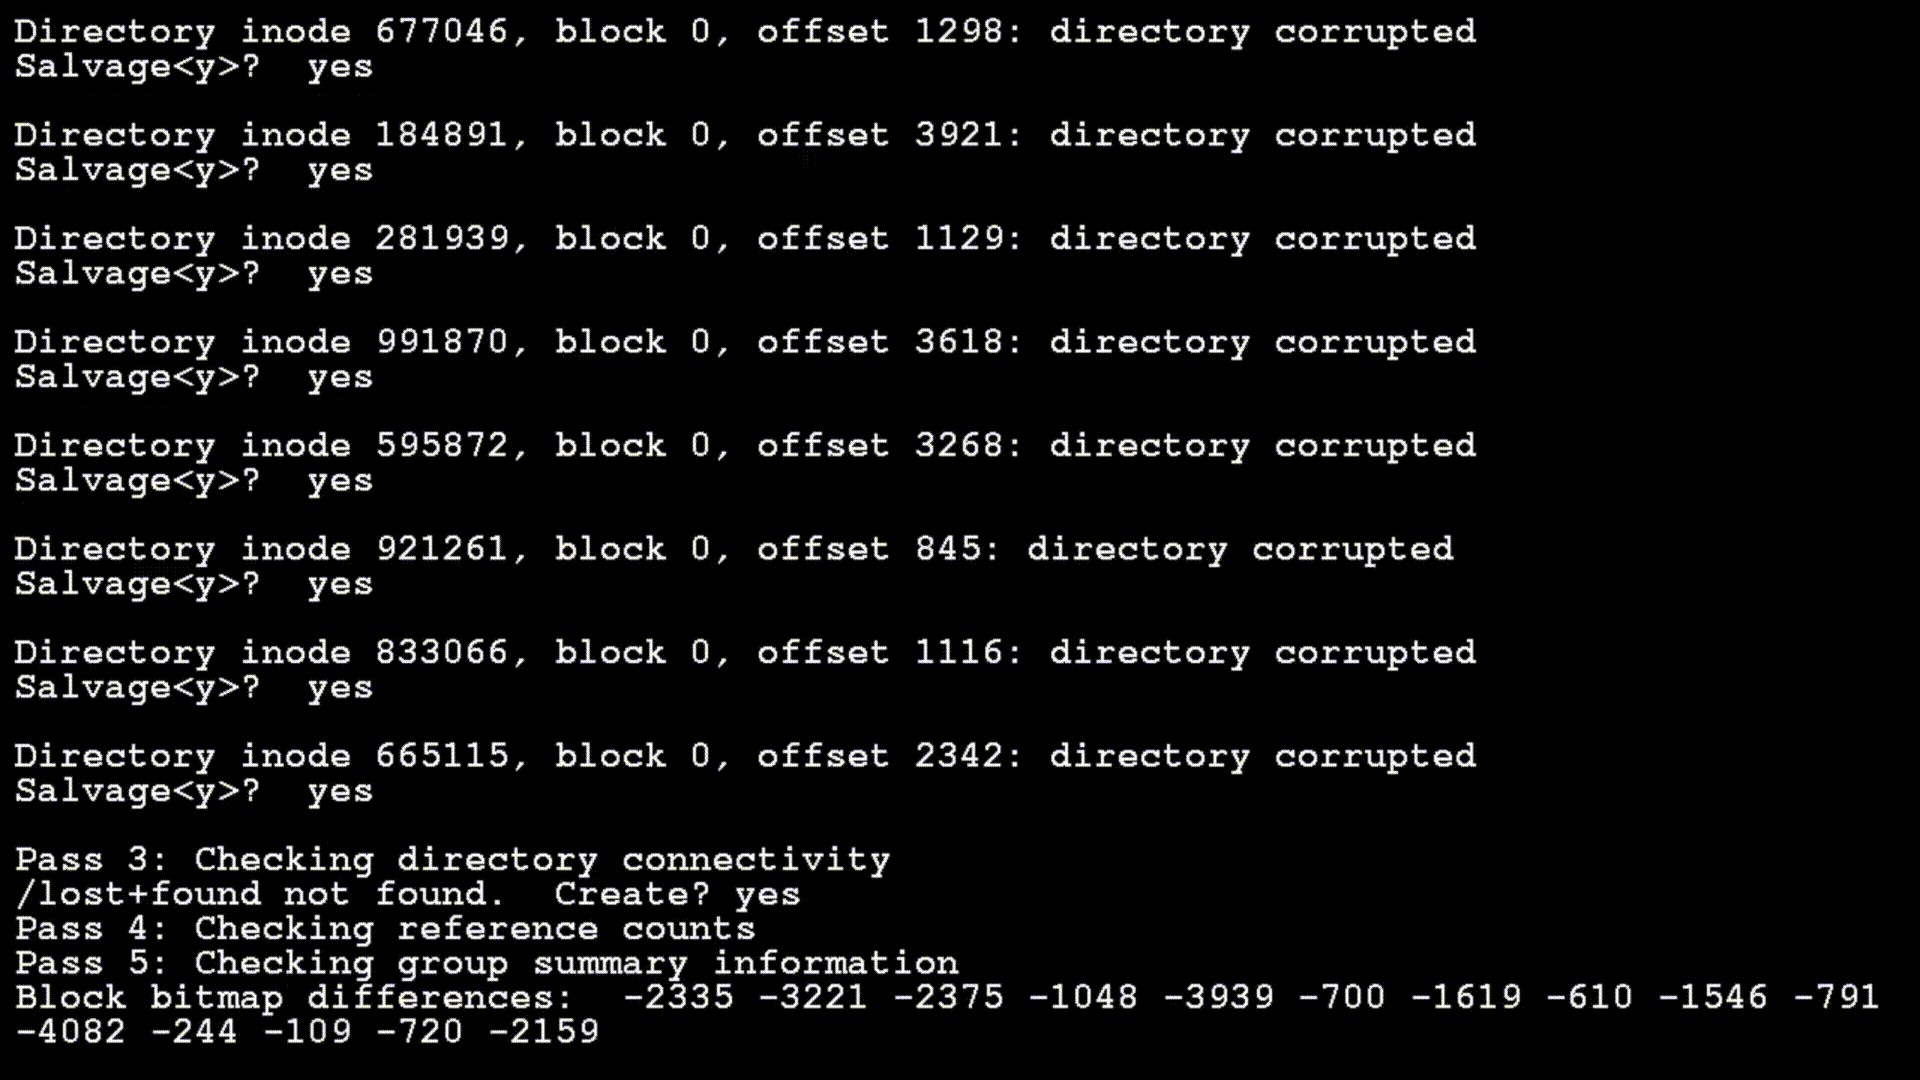 Directory inode 677046, block 0, offset 1298: directory corrupted
Salvage<y>?  yes
Directory inode 184891, block 0, offset 3921: directory corrupted
Salvage<y>?  yes
Directory inode 281939, block 0, offset 1129: directory corrupted
Salvage<y>?  yes
Directory inode 991870, block 0, offset 3618: directory corrupted
Salvage<y>?  yes
Directory inode 595872, block 0, offset 3268: directory corrupted
Salvage<y>?  yes
Directory inode 921261, block 0, offset 845: directory corrupted
Salvage<y>?  yes
Directory inode 833066, block 0, offset 1116: directory corrupted
Salvage<y>?  yes
Directory inode 665115, block 0, offset 2342: directory corrupted
Salvage<y>?  yes
Pass 3: Checking directory connectivity
/lost+found not found.  Create? yes
Pass 4: Checking reference counts
Pass 5: Checking group summary information
Block bitmap differences:  -2335 -3221 -2375 -1048 -3939 -700 -1619 -610 -1546 -791
-4082 -244 -109 -720 -2159